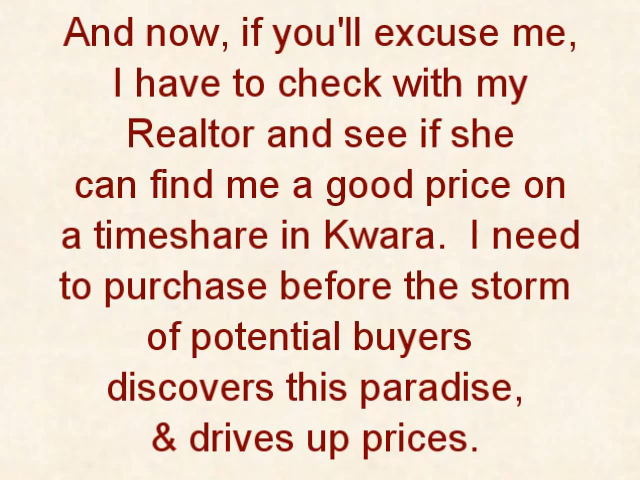 And now, if you'll excuse me,
I have to check with my
Realtor and see if she
can find me a good price on
a timeshare in Kwara.  I need
to purchase before the storm
of potential buyers
discovers this paradise,
& drives up prices.